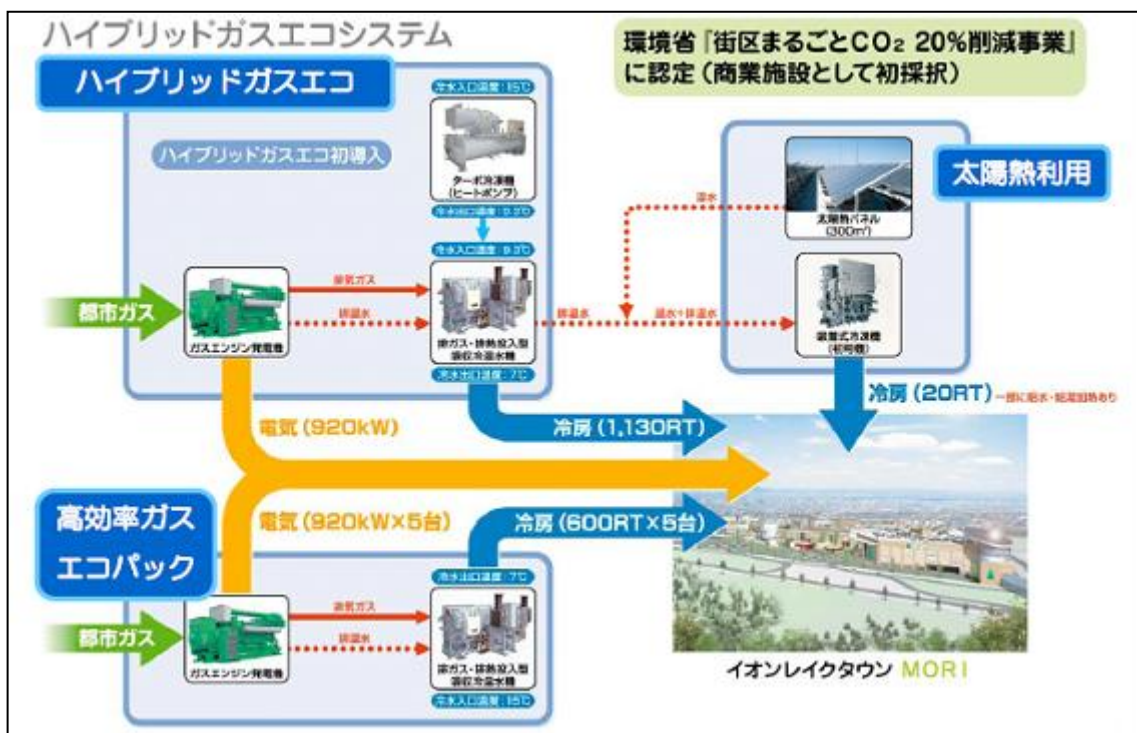 ハイブリッドガスエコシステム
環境省『街区まるごとCO₂ 20%削減事業』
に認定(商業施設として初採択)
ハイブリッドガスエコ
ハイブリッドガスエコ初導入
冷水入口温度:15℃
ターボ冷凍機
(ヒートポンプ)
冷水出口温度:9.3℃
冷水入口温度:9.3℃
都市ガス
ガスエンジン発電機
排気ガス
排温水
排ガス・排熱投入型
吸収冷温水機
冷水出口温度:7℃
排温水
温水+排温水
温水
太陽熱利用
太陽熱パネル
(300㎡)
吸着式冷凍機
(初号機)
冷房(20RT)
電気(920kW)
冷房(1,130RT)
高効率ガス
エコパック
電気(920kW×5台)
冷房(600RT×5台)
都市ガス
ガスエンジン発電機
排気ガス
排温水
冷水出口温度:7℃
排ガス・排熱投入型
吸収冷温水機
冷水入口温度:15℃
イオンレイクタウン MORI